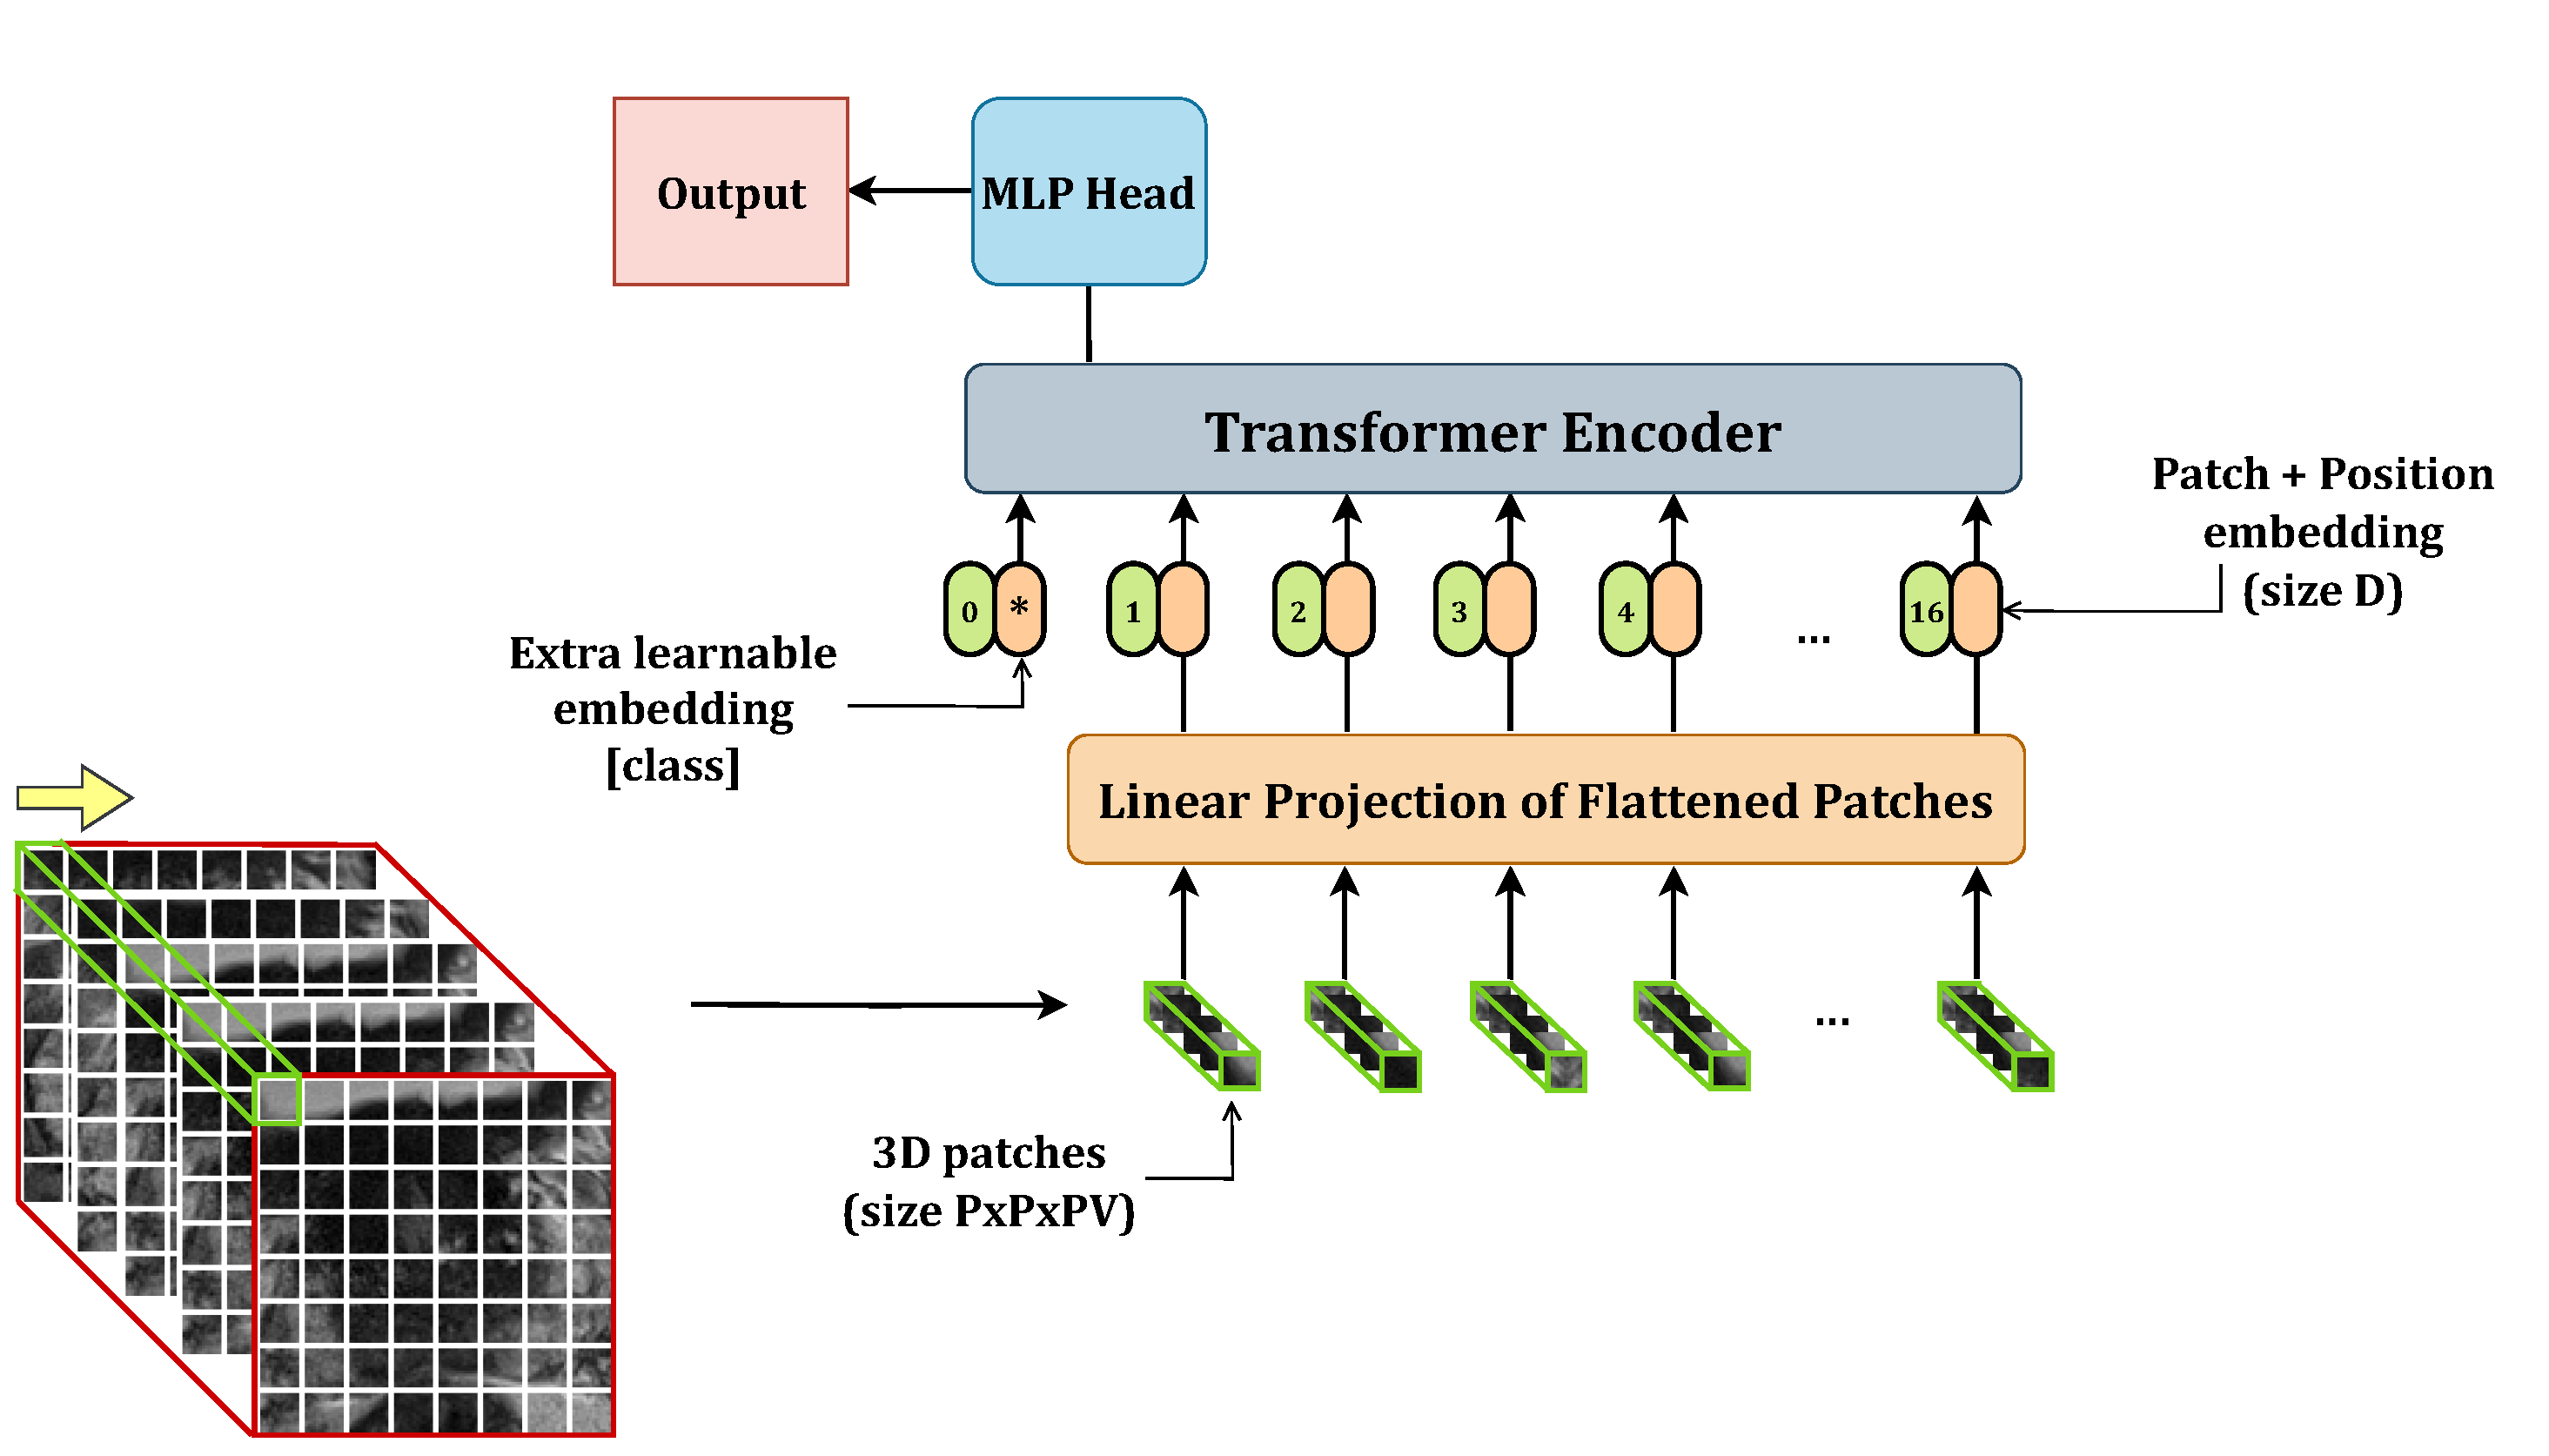 Output
MLP Head
Transformer Encoder
Patch + Position
embedding
(size D)
0 * 1 2 3 4 ... 16
Extra learnable
embedding
[class]
Linear Projection of Flattened Patches
...
3D patches
(size PxPxPV)